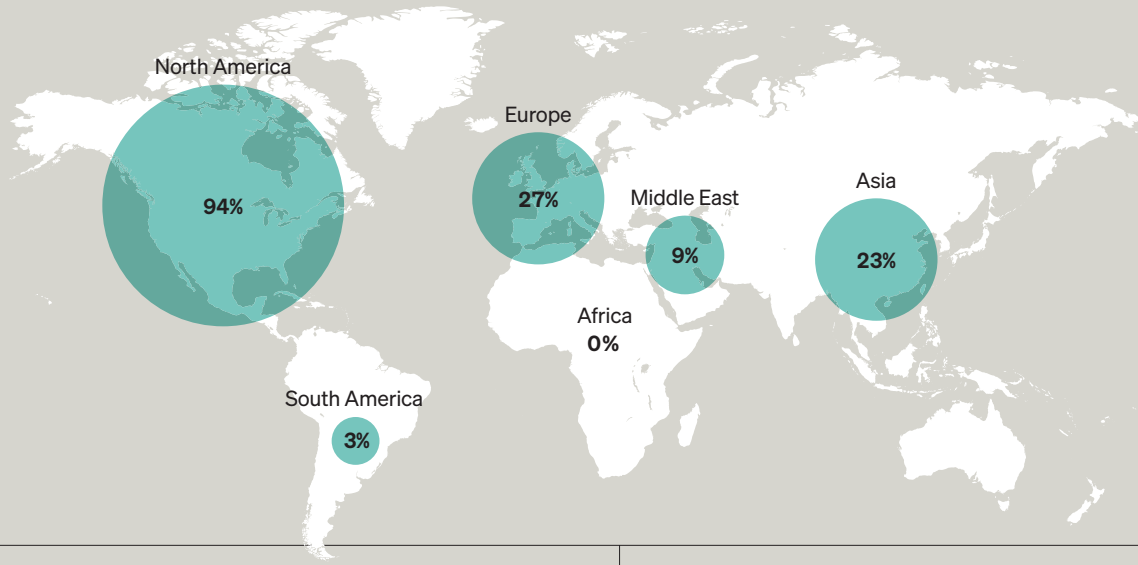 North America
94%
Europe
27%
Middle East
9%
Asia
23%
Africa
0%
South America
3%